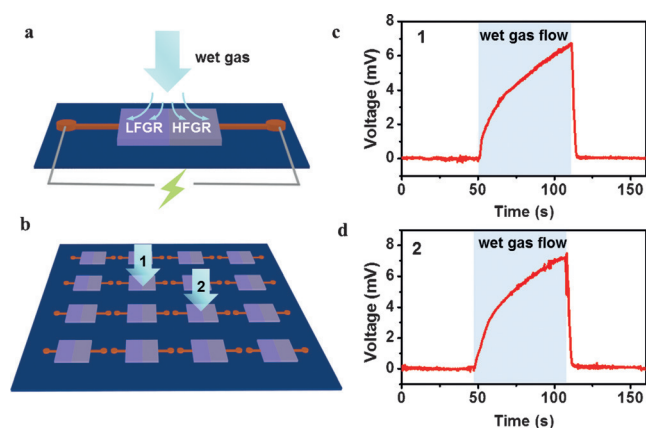 a
wet gas
LFGR HFGR
b
1
2
c
1 wet gas flow
Voltage (mV)
8
6
4
2
0
0 50 100 150
Time (s)
d
2 wet gas flow
Voltage (mV)
8
6
4
2
0
0 50 100 150
Time (s)